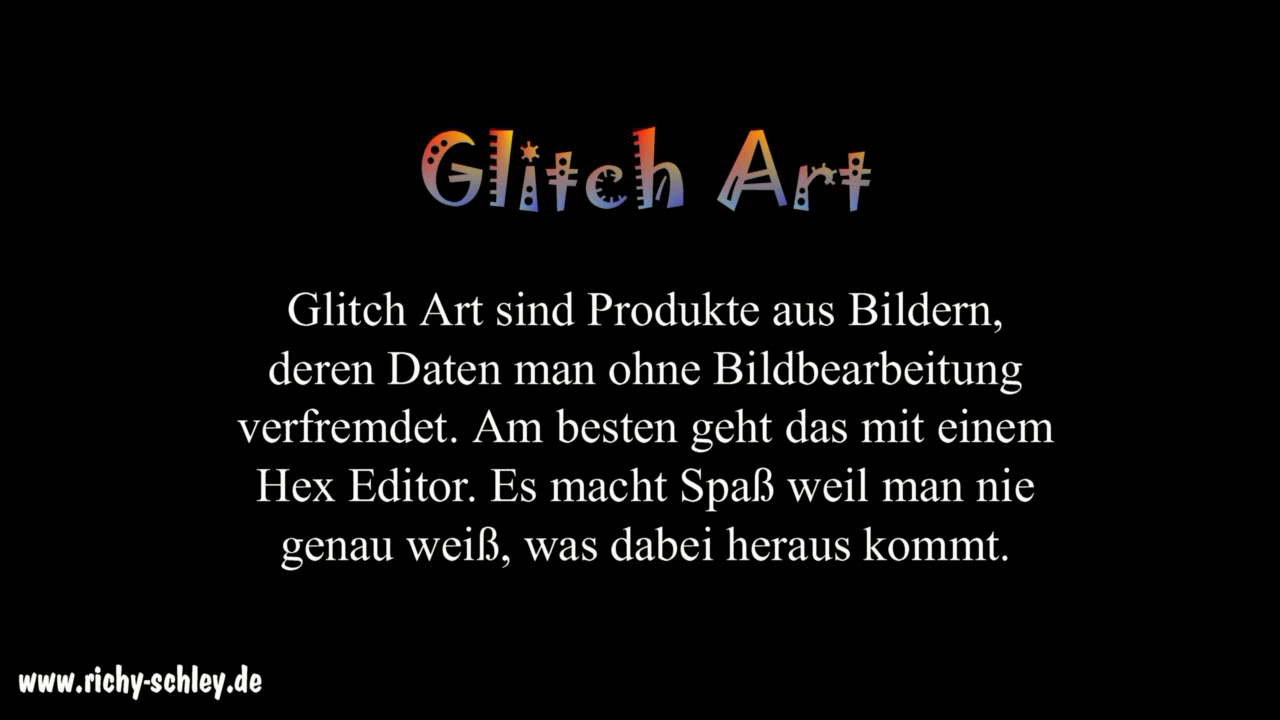 Glitch Art
Glitch Art sind Produkte aus Bildern,
deren Daten man ohne Bildbearbeitung
verfremdet. Am besten geht das mit einem
Hex Editor. Es macht Spaß weil man nie
genau weiß, was dabei heraus kommt.
www.richy-schley.de